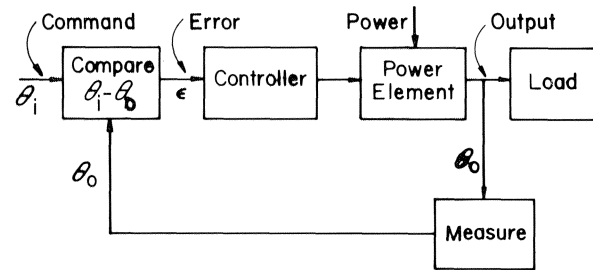 Command
Error
Power
Output
Compare
θi-θo
Controller
Power
Element
Load
θi
ϵ
θo
θo
Measure